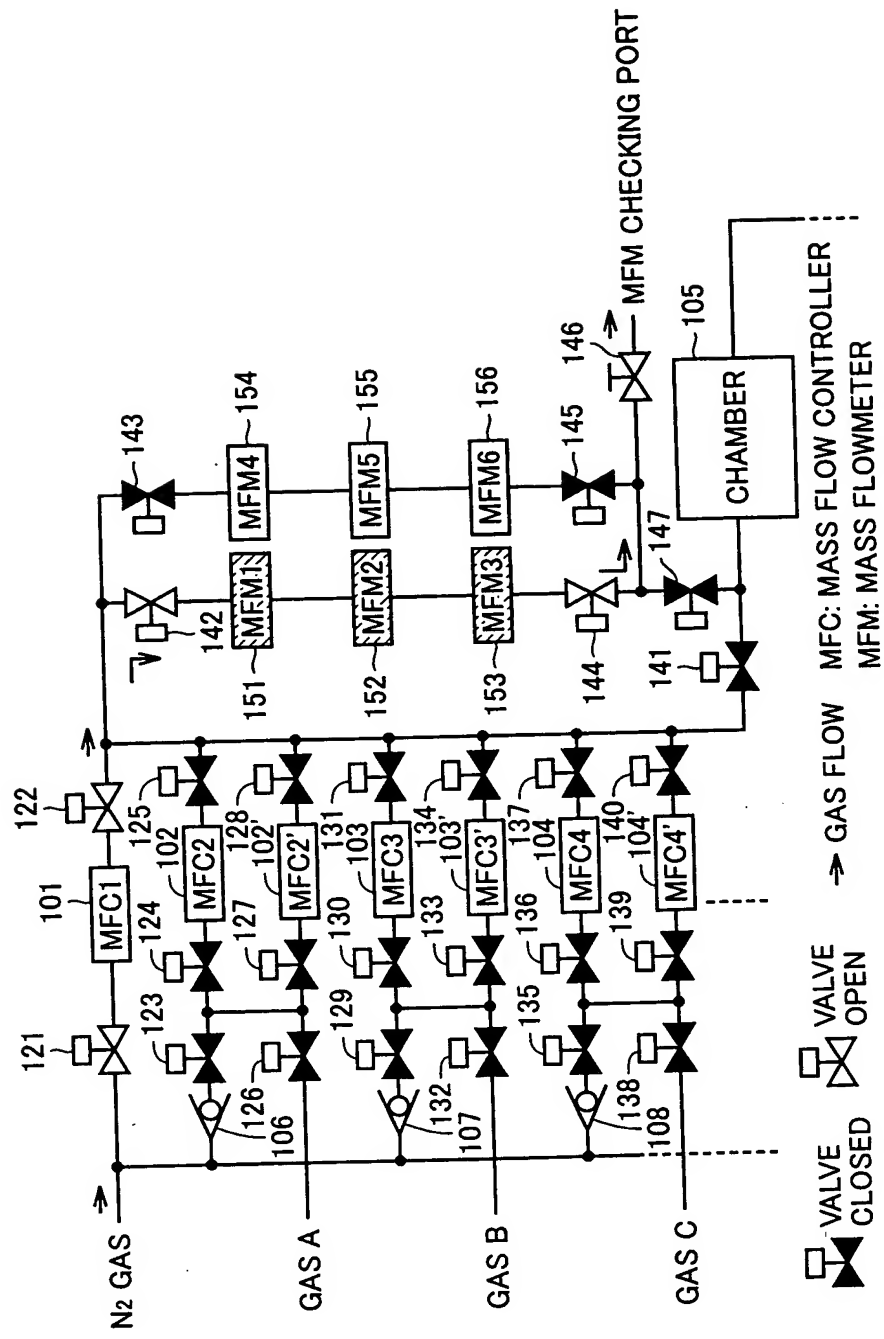 N2 GAS
121
MFC1
101
122
123
124
MFC2
102
125
126
106
127
MFC2'
102'
128
GAS A
129
130
MFC3
103
131
132
107
133
MFC3'
103'
134
GAS B
135
136
MFC4
104
137
138
108
139
MFC4'
104'
140
GAS C
142
143
MFM1
151
MFM4
154
MFM2
152
MFM5
155
MFM3
153
MFM6
156
144
145
146
MFM CHECKING PORT
147
141
CHAMBER
105
VALVE
CLOSED
VALVE
OPEN
GAS FLOW
MFC: MASS FLOW CONTROLLER
MFM: MASS FLOWMETER